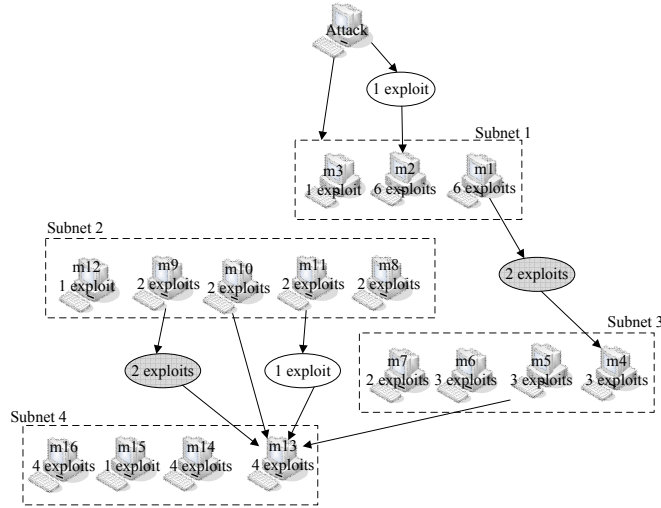 Attack
1 exploit
Subnet 1
m3
1 exploit
m2
6 exploits
m1
6 exploits
Subnet 2
m12
1 exploit
m9
2 exploits
m10
2 exploits
m11
2 exploits
m8
2 exploits
2 exploits
Subnet 3
m7
2 exploits
m6
3 exploits
m5
3 exploits
m4
3 exploits
2 exploits
1 exploit
Subnet 4
m16
4 exploits
m15
1 exploit
m14
4 exploits
m13
4 exploits